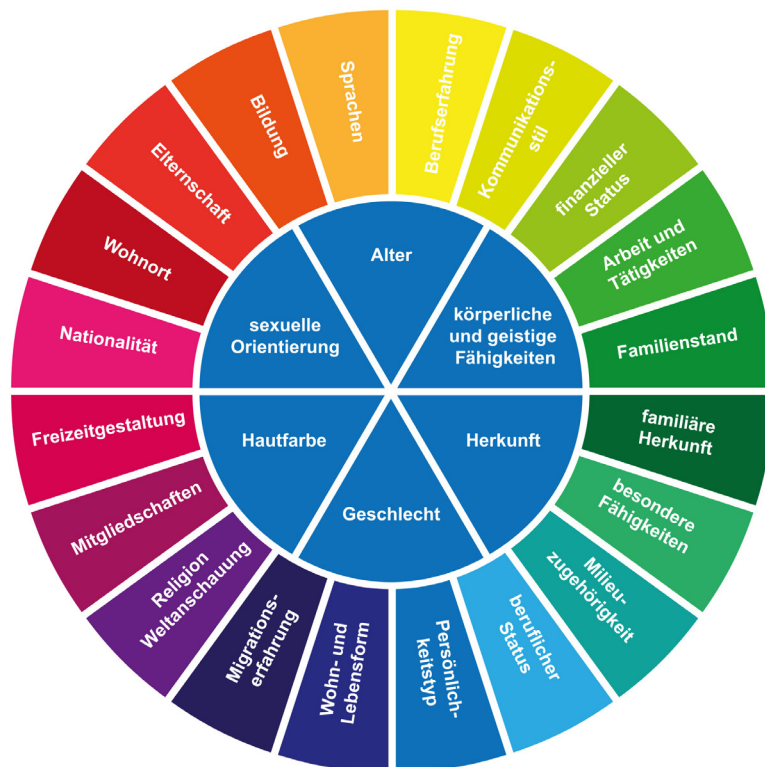 Berufserfahrung
Kommunikations-
stil
finanzieller
Status
Arbeit und
Tätigkeiten
Familienstand
familiäre
Herkunft
besondere
Fähigkeiten
Milieu-
zugehörigkeit
beruflicher
Status
Persönlich-
keitstyp
Wohn- und
Lebensform
Migrations-
erfahrung
Religion
Weltanschauung
Mitgliedschaften
Freizeitgestaltung
Nationalität
Wohnort
Elternschaft
Bildung
Sprachen
Alter
körperliche
und geistige
Fähigkeiten
Herkunft
Geschlecht
Hautfarbe
sexuelle
Orientierung